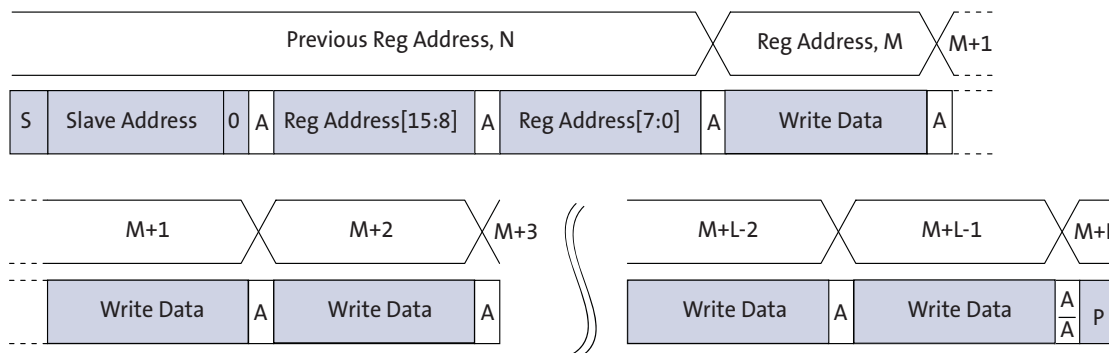 Previous Reg Address, N Reg Address, M M+1
S Slave Address 0 A Reg Address[15:8] A Reg Address[7:0] A Write Data A
M+1 M+2 M+3 M+L-2 M+L-1
Write Data A Write Data A Write Data A Write Data A
A P